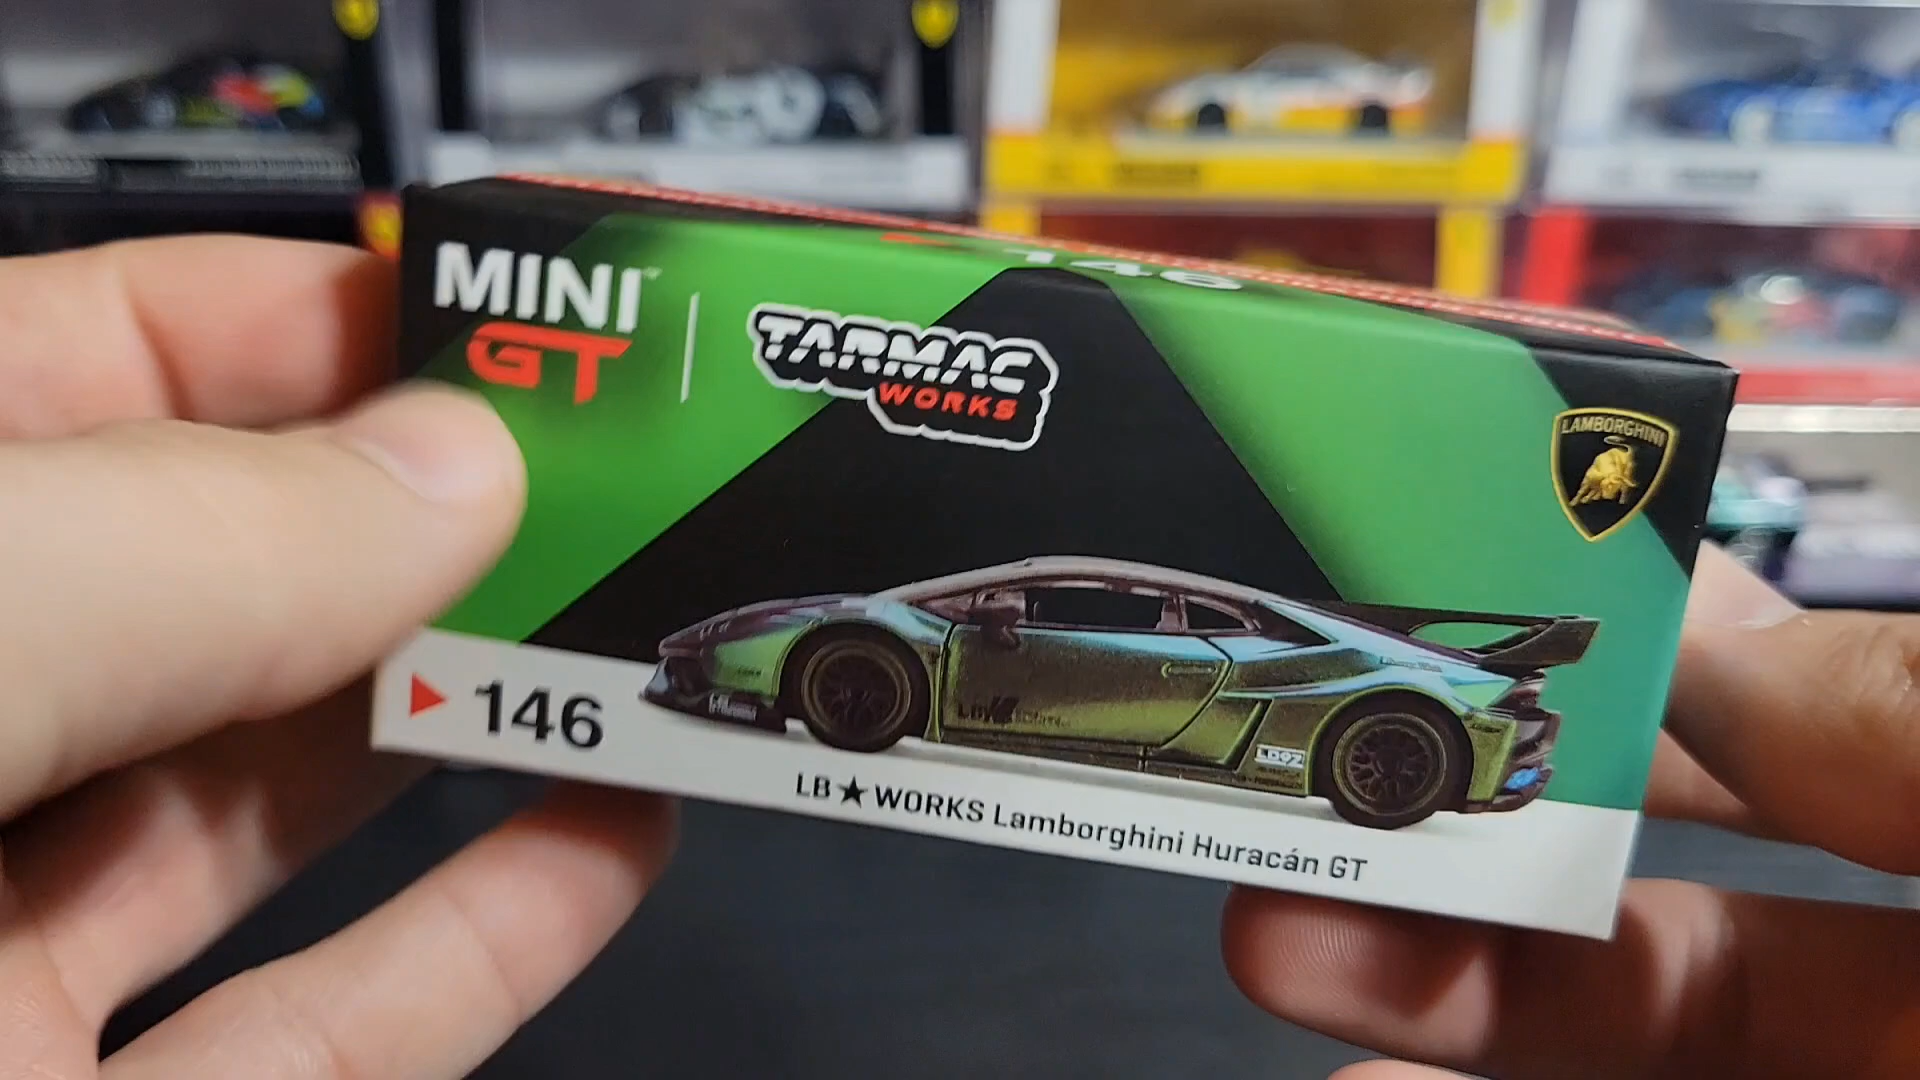 146
MINI
GT
TARMAC
WORKS
LAMBORGHINI
146
LB★WORKS Lamborghini Huracán GT